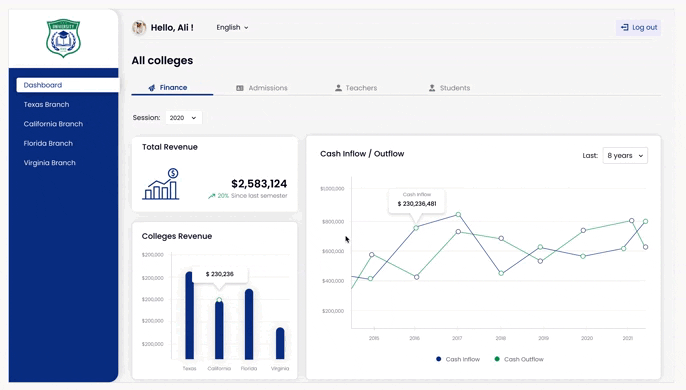 UNIVERSITY
Hello, Ali !
English
Log out
Dashboard
Texas Branch
California Branch
Florida Branch
Virginia Branch
All colleges
Finance
Admissions
Teachers
Students
Session:
2020
Total Revenue
$2,583,124
20% Since last semester
Colleges Revenue
$200,000
$200,000
$200,000
$200,000
$200,000
$ 230,236
Texas
California
Florida
Virginia
Cash Inflow / Outflow
Last:
8 years
$1000,000
$800,000
$600,000
$400,000
$200,000
Cash Inflow
$ 230,236,481
2015
2016
2017
2018
2019
2020
2021
Cash Inflow
Cash Outflow